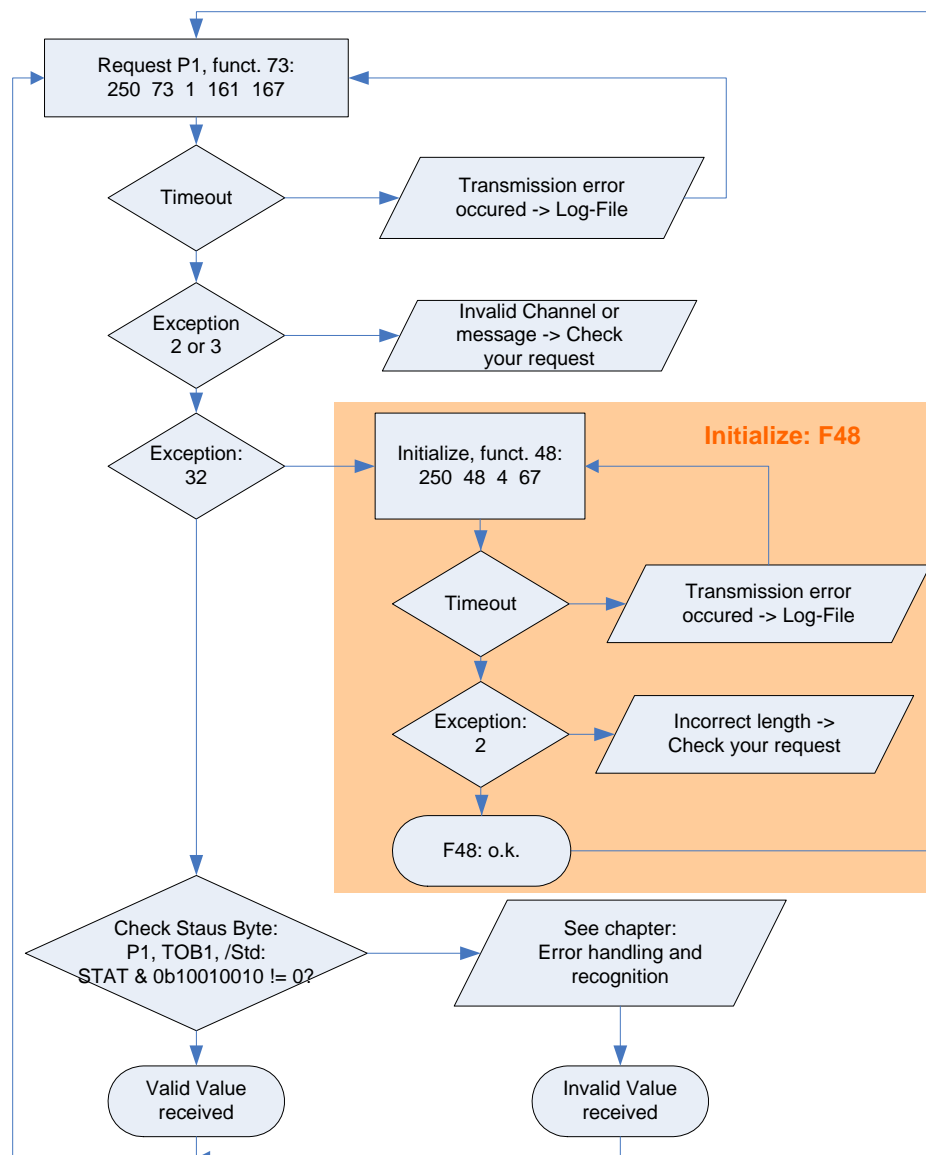 Request P1, funct. 73:
250 73 1 161 167
Timeout
Transmission error
occured -> Log-File
Exception
2 or 3
Invalid Channel or
message -> Check
your request
Exception:
32
Initialize: F48
Initialize, funct. 48:
250 48 4 67
Timeout
Transmission error
occured -> Log-File
Exception:
2
Incorrect length ->
Check your request
F48: o.k.
Check Staus Byte:
P1, TOB1, /Std:
STAT & 0b10010010 != 0?
See chapter:
Error handling and
recognition
Valid Value
received
Invalid Value
received